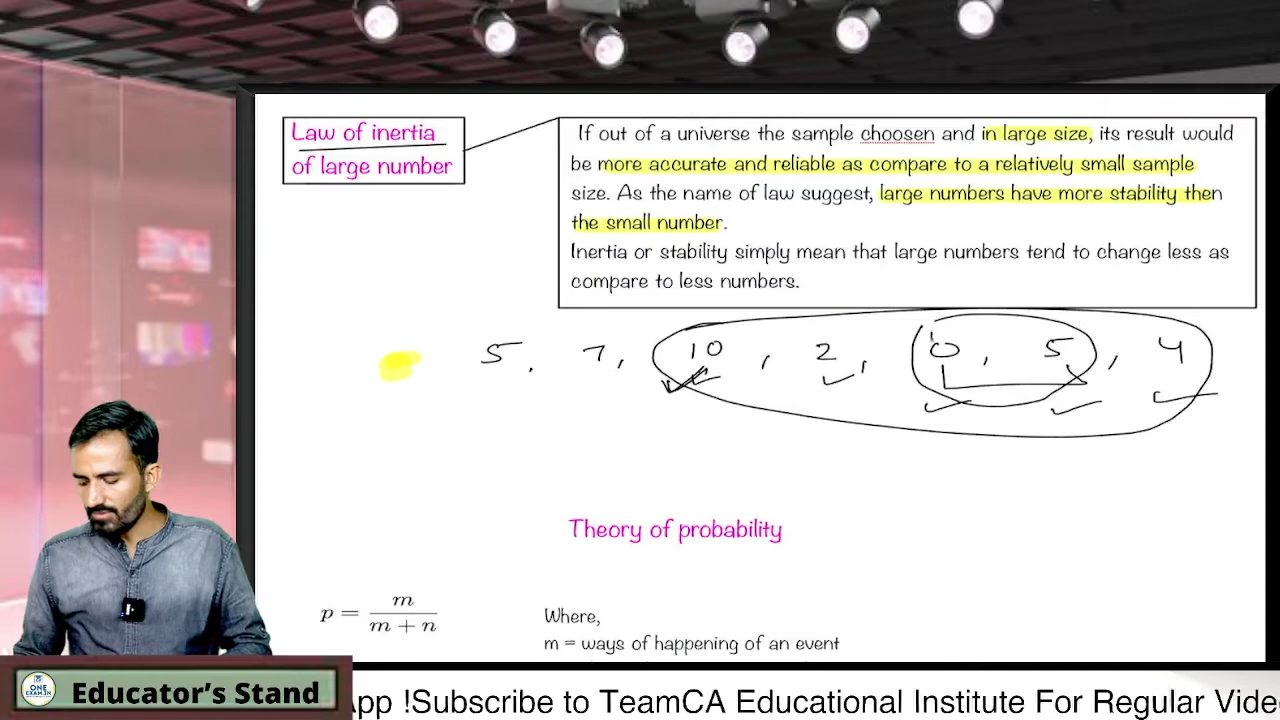 Law of inertia
of large number
If out of a universe the sample choosen and in large size, its result would
be more accurate and reliable as compare to a relatively small sample
size. As the name of law suggest, large numbers have more stability then
the small number.
Inertia or stability simply mean that large numbers tend to change less as
compare to less numbers.
5, 7, 10, 2, 0, 5, 4
Theory of probability
p = m / m + n
Where,
m = ways of happening of an event
ONE
EXAM.IN
Educator's Stand
App !Subscribe to TeamCA Educational Institute For Regular Vide